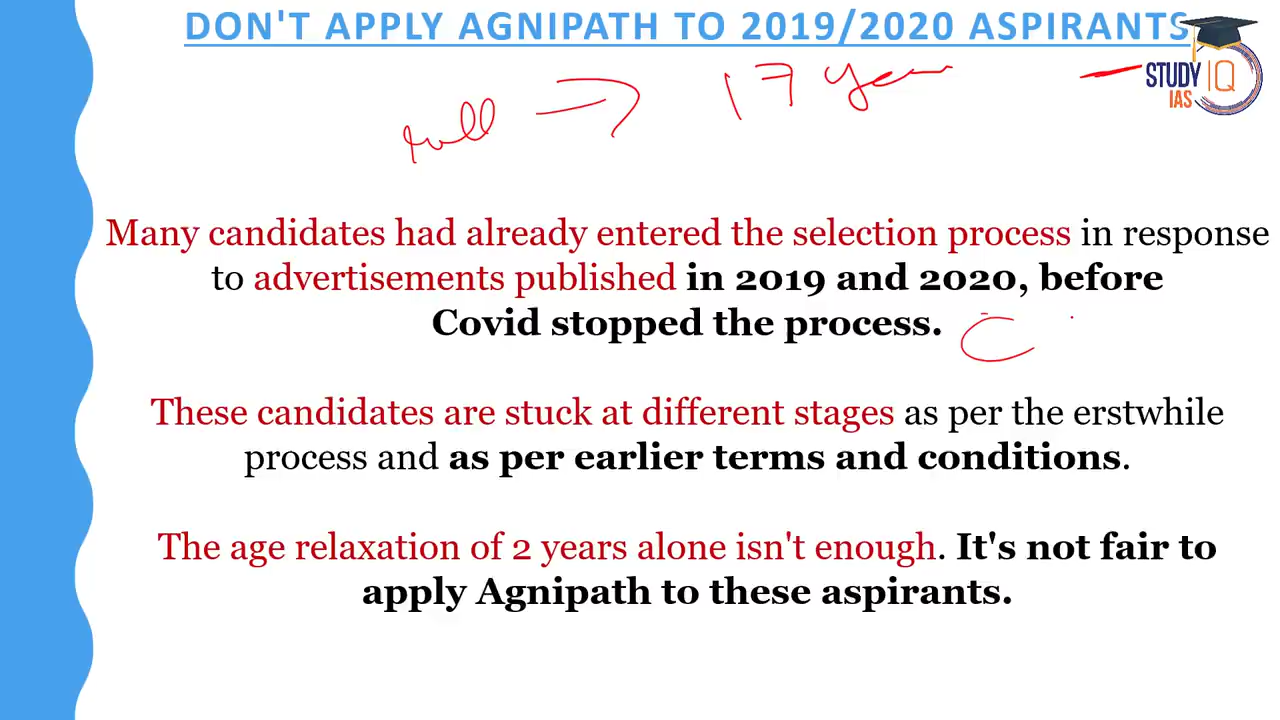 DON'T APPLY AGNIPATH TO 2019/2020 ASPIRANTS
STUDY IQ
IAS
17 year
Many candidates had already entered the selection process in response
to advertisements published in 2019 and 2020, before
Covid stopped the process.
These candidates are stuck at different stages as per the erstwhile
process and as per earlier terms and conditions.
The age relaxation of 2 years alone isn't enough. It's not fair to
apply Agnipath to these aspirants.